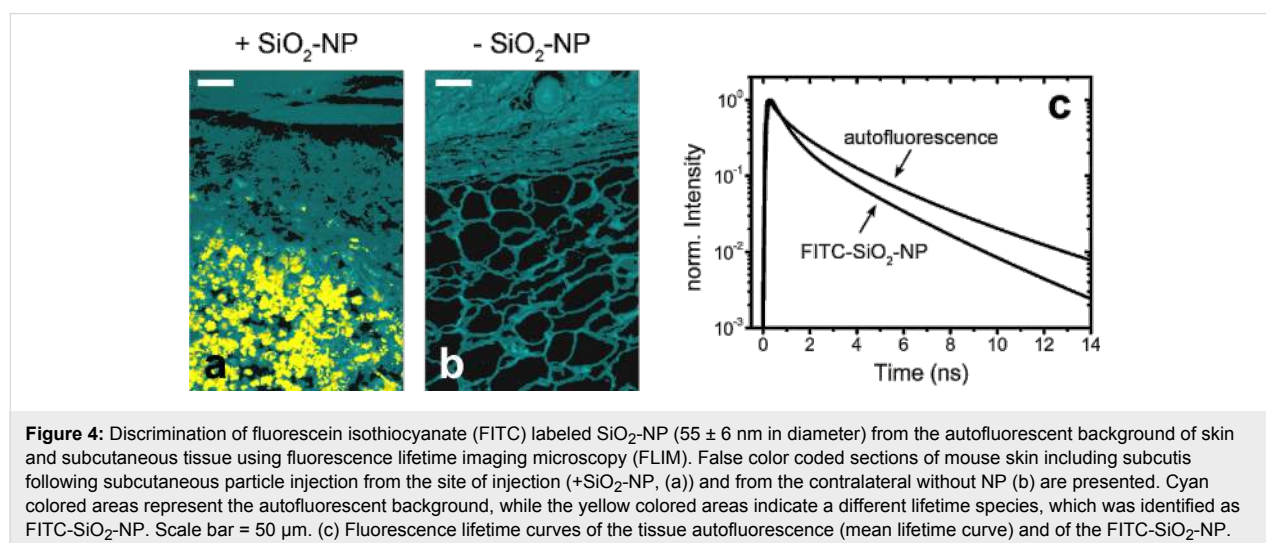 + SiO₂-NP
- SiO₂-NP
a
b
c
norm. Intensity
10⁰
10⁻¹
10⁻²
10⁻³
autofluorescence
FITC-SiO₂-NP
0 2 4 6 8 10 12 14
Time (ns)
Figure 4: Discrimination of fluorescein isothiocyanate (FITC) labeled SiO₂-NP (55 ± 6 nm in diameter) from the autofluorescent background of skin
and subcutaneous tissue using fluorescence lifetime imaging microscopy (FLIM). False color coded sections of mouse skin including subcutis
following subcutaneous particle injection from the site of injection (+SiO₂-NP, (a)) and from the contralateral without NP (b) are presented. Cyan
colored areas represent the autofluorescent background, while the yellow colored areas indicate a different lifetime species, which was identified as
FITC-SiO₂-NP. Scale bar = 50 μm. (c) Fluorescence lifetime curves of the tissue autofluorescence (mean lifetime curve) and of the FITC-SiO₂-NP.